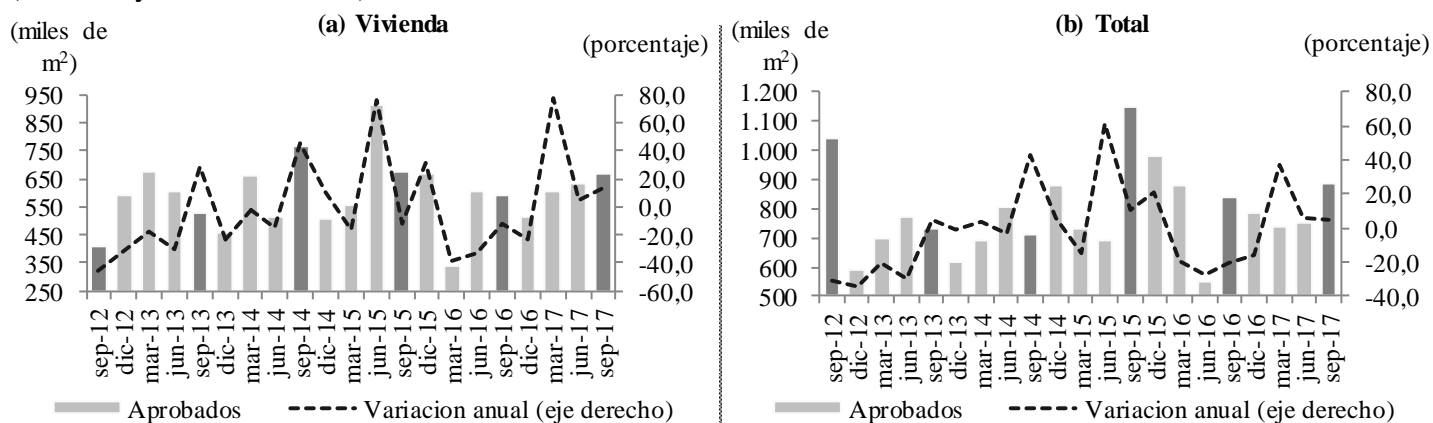 (a) Vivienda
(miles de
m²)
(porcentaje)
950
850
750
650
550
450
350
250
80,0
60,0
40,0
20,0
0,0
-20,0
-40,0
-60,0
sep-12
dic-12
mar-13
jun-13
sep-13
dic-13
mar-14
jun-14
sep-14
dic-14
mar-15
jun-15
sep-15
dic-15
mar-16
jun-16
sep-16
dic-16
mar-17
jun-17
sep-17
Aprobados
Variacion anual (eje derecho)
(b) Total
(miles de
m²)
(porcentaje)
1.200
1.100
1.000
900
800
700
600
500
80,0
60,0
40,0
20,0
0,0
-20,0
-40,0
sep-12
dic-12
mar-13
jun-13
sep-13
dic-13
mar-14
jun-14
sep-14
dic-14
mar-15
jun-15
sep-15
dic-15
mar-16
jun-16
sep-16
dic-16
mar-17
jun-17
sep-17
Aprobados
Variacion anual (eje derecho)